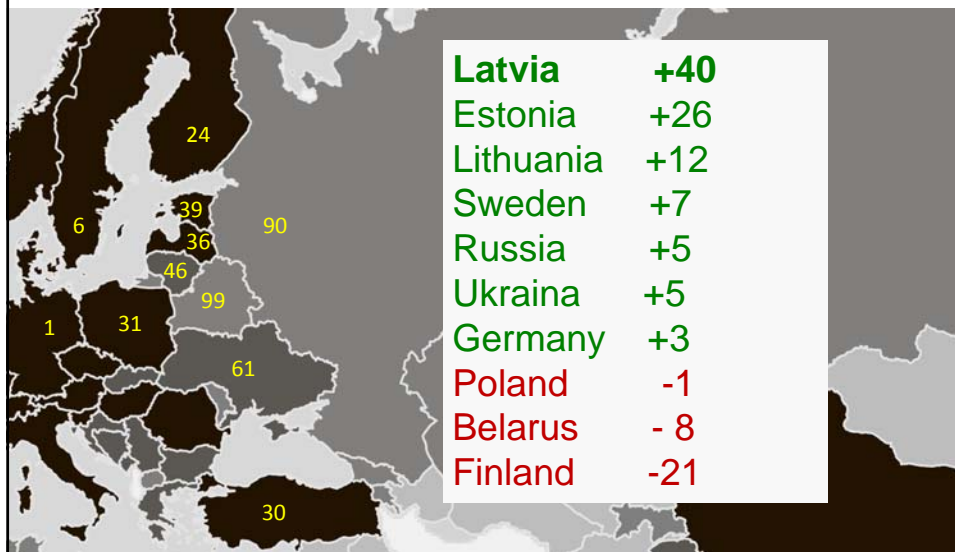 24
39
6
90
36
46
99
1
31
61
30
Latvia +40
Estonia +26
Lithuania +12
Sweden +7
Russia +5
Ukraina +5
Germany +3
Poland -1
Belarus - 8
Finland -21